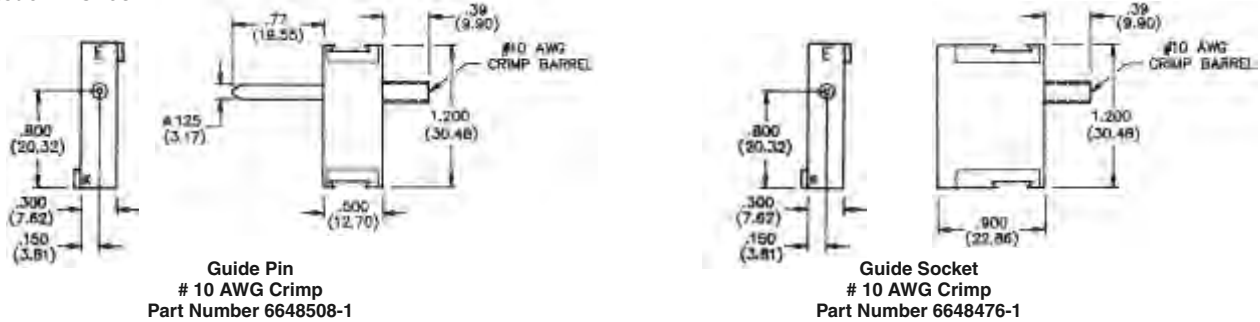 .77
(19.55)
.39
(9.90)
#10 AWG
CRIMP BARREL
E
.800
(20.32)
.125
(3.17)
1.200
(30.48)
.300
(7.62)
.150
(3.81)
.500
(12.70)
Guide Pin
# 10 AWG Crimp
Part Number 6648508-1
.39
(9.90)
#10 AWG
CRIMP BARREL
E
.800
(20.32)
1.200
(30.48)
.300
(7.62)
.150
(3.81)
.900
(22.86)
Guide Socket
# 10 AWG Crimp
Part Number 6648476-1